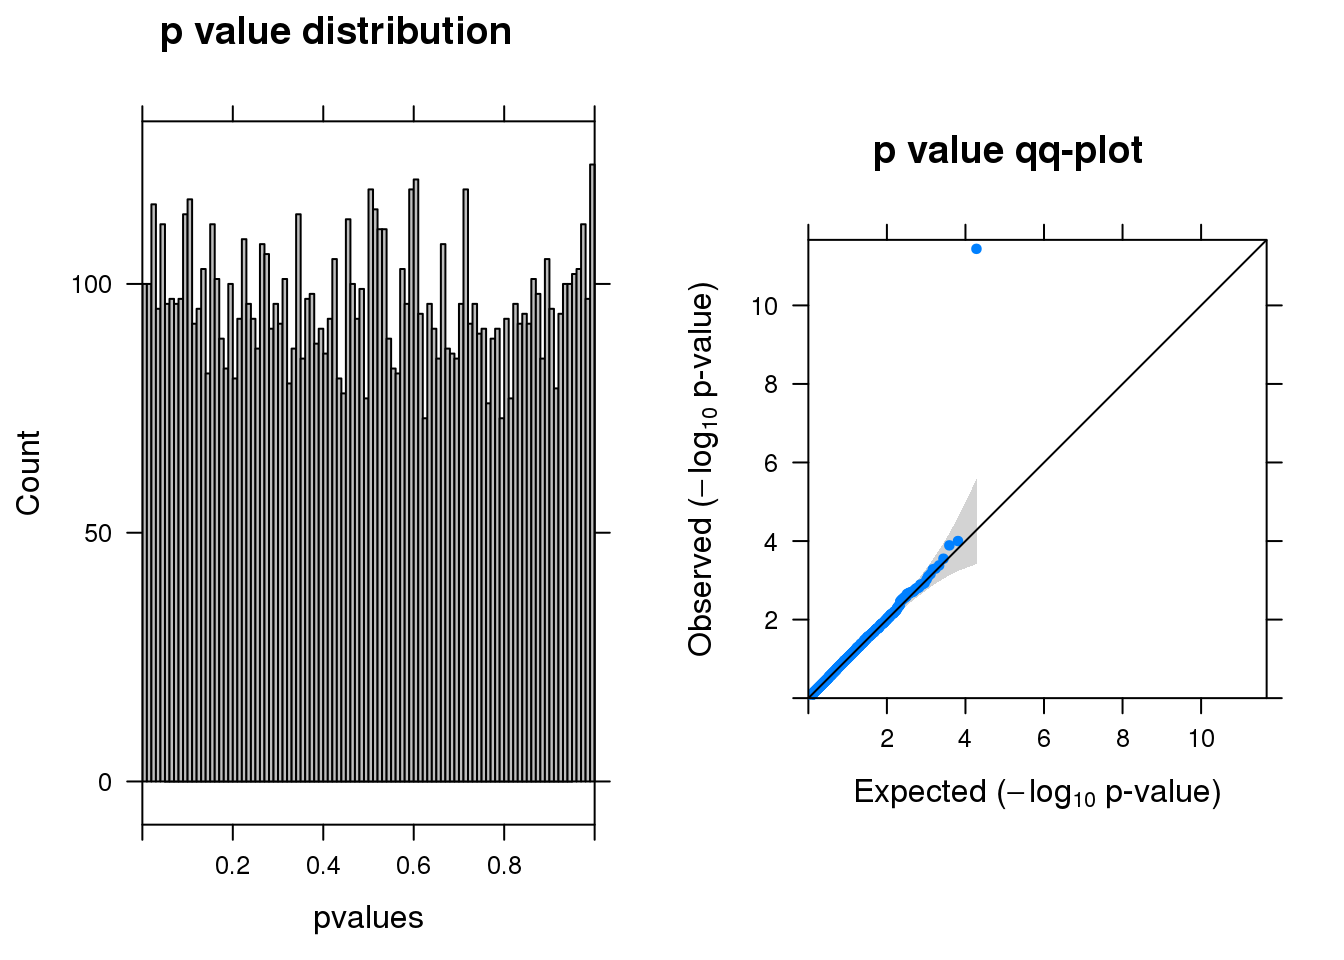 p value distribution
100
50
0
Count
0.2 0.4 0.6 0.8
pvalues
p value qq-plot
10
8
6
4
2
Observed (−log₁₀ p-value)
2 4 6 8 10
Expected (−log₁₀ p-value)